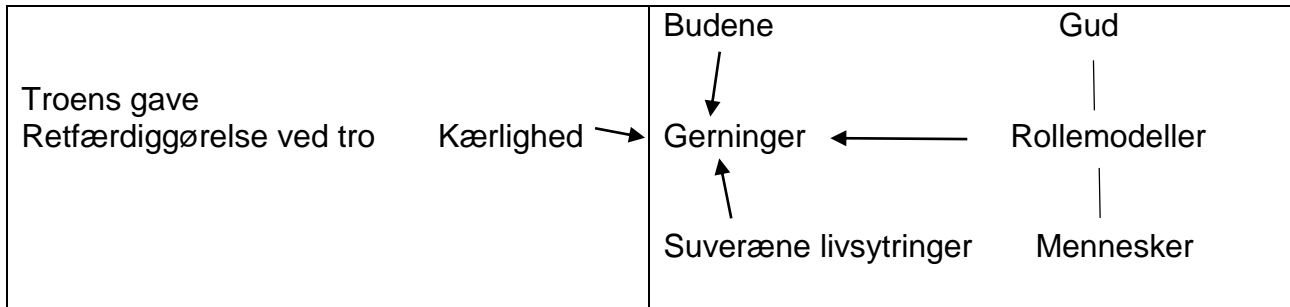 Troens gave
Retfærdiggørelse ved tro Kærlighed
Budene Gud
Gerninger Rollemodeller
Suveræne livsytringer Mennesker